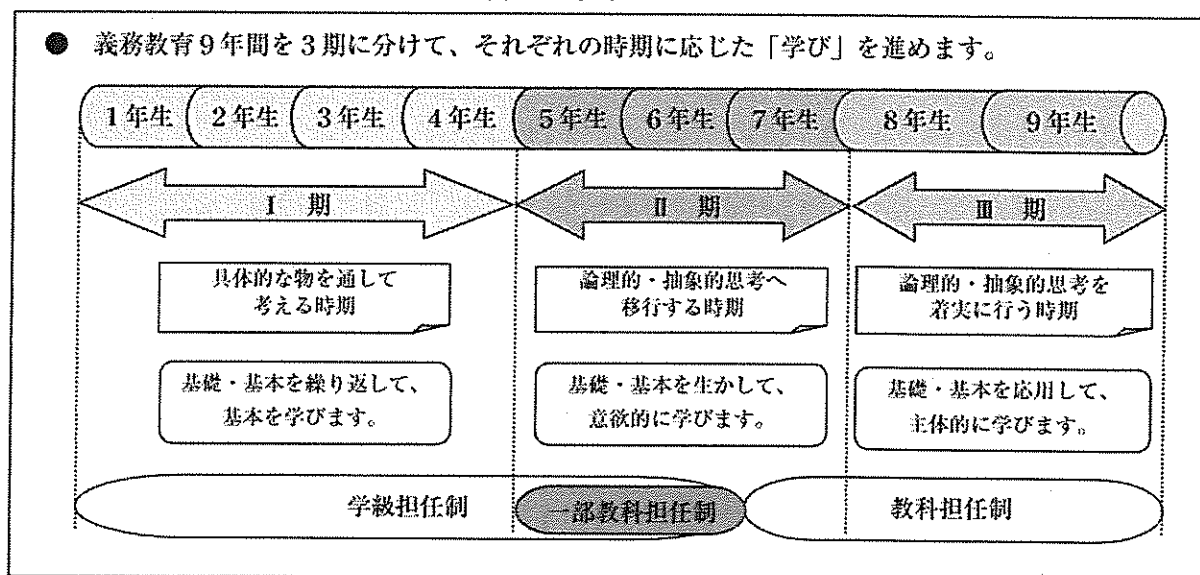 ● 義務教育9年間を3期に分けて、それぞれの時期に応じた「学び」を進めます。
1年生 2年生 3年生 4年生 5年生 6年生 7年生 8年生 9年生
Ⅰ 期 Ⅱ 期 Ⅲ 期
具体的な物を通して
考える時期
論理的・抽象的思考へ
移行する時期
論理的・抽象的思考を
着実に行う時期
基礎・基本を繰り返して、
基本を学びます。
基礎・基本を生かして、
意欲的に学びます。
基礎・基本を応用して、
主体的に学びます。
学級担任制 一部教科担任制 教科担任制